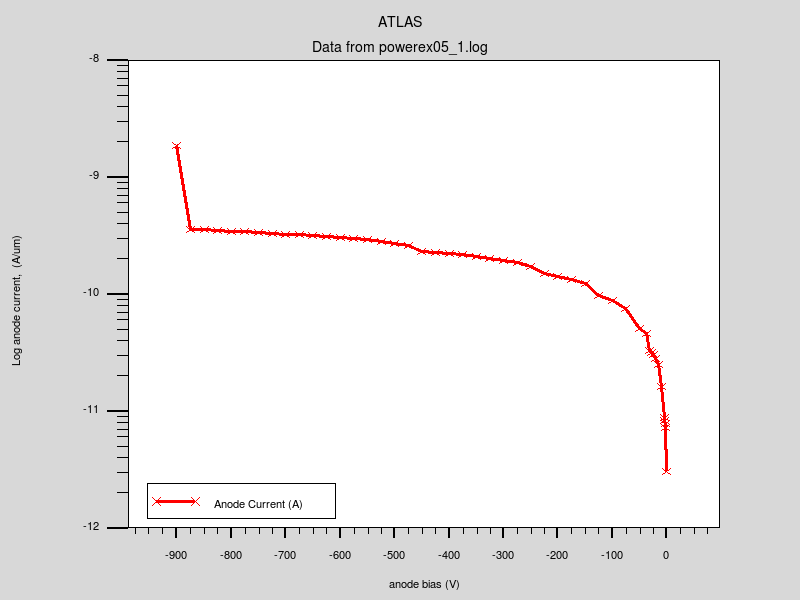 ATLAS
Data from powerex05_1.log
Log anode current, (A/um)
-8
-9
-10
-11
-12
Anode Current (A)
-900 -800 -700 -600 -500 -400 -300 -200 -100 0
anode bias (V)